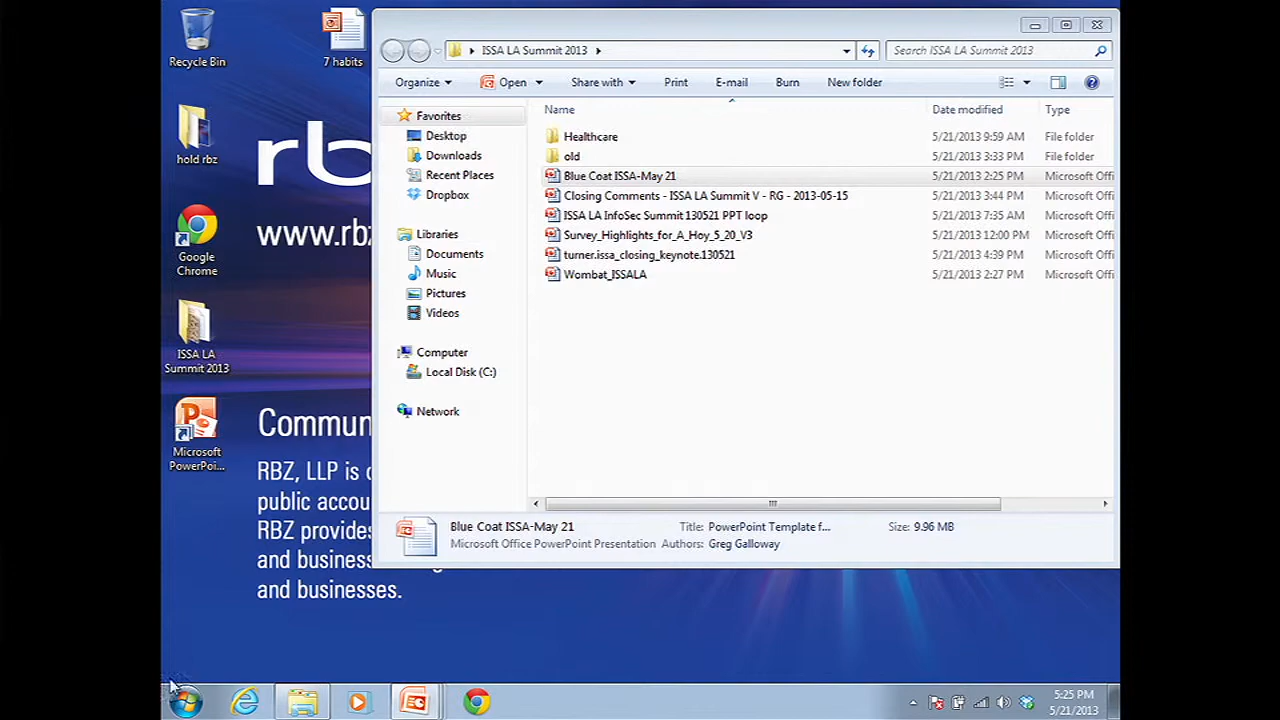 Recycle Bin
7 habits
hold rbz
Google
Chrome
ISSA LA
Summit 2013
Microsoft
PowerPoi...
www.rbz
Commun
RBZ, LLP is
public accou
RBZ provides
and business
and businesses.
ISSA LA Summit 2013
Search ISSA LA Summit 2013
Organize Open Share with Print E-mail Burn New folder
Favorites
Desktop
Downloads
Recent Places
Dropbox
Libraries
Documents
Music
Pictures
Videos
Computer
Local Disk (C:)
Network
Name Date modified Type
Healthcare 5/21/2013 9:59 AM File folder
old 5/21/2013 3:33 PM File folder
Blue Coat ISSA-May 21 5/21/2013 2:25 PM Microsoft Offi
Closing Comments - ISSA LA Summit V - RG - 2013-05-15 5/21/2013 3:44 PM Microsoft Offi
ISSA LA InfoSec Summit 130521 PPT loop 5/21/2013 7:35 AM Microsoft Offi
Survey_Highlights_for_A_Hoy_5_20_V3 5/21/2013 12:00 PM Microsoft Offi
turner.issa_closing_keynote.130521 5/21/2013 4:39 PM Microsoft Offi
Wombat_ISSALA 5/21/2013 2:27 PM Microsoft Offi
Blue Coat ISSA-May 21 Title: PowerPoint Template f... Size: 9.96 MB
Microsoft Office PowerPoint Presentation Authors: Greg Galloway
5:25 PM
5/21/2013